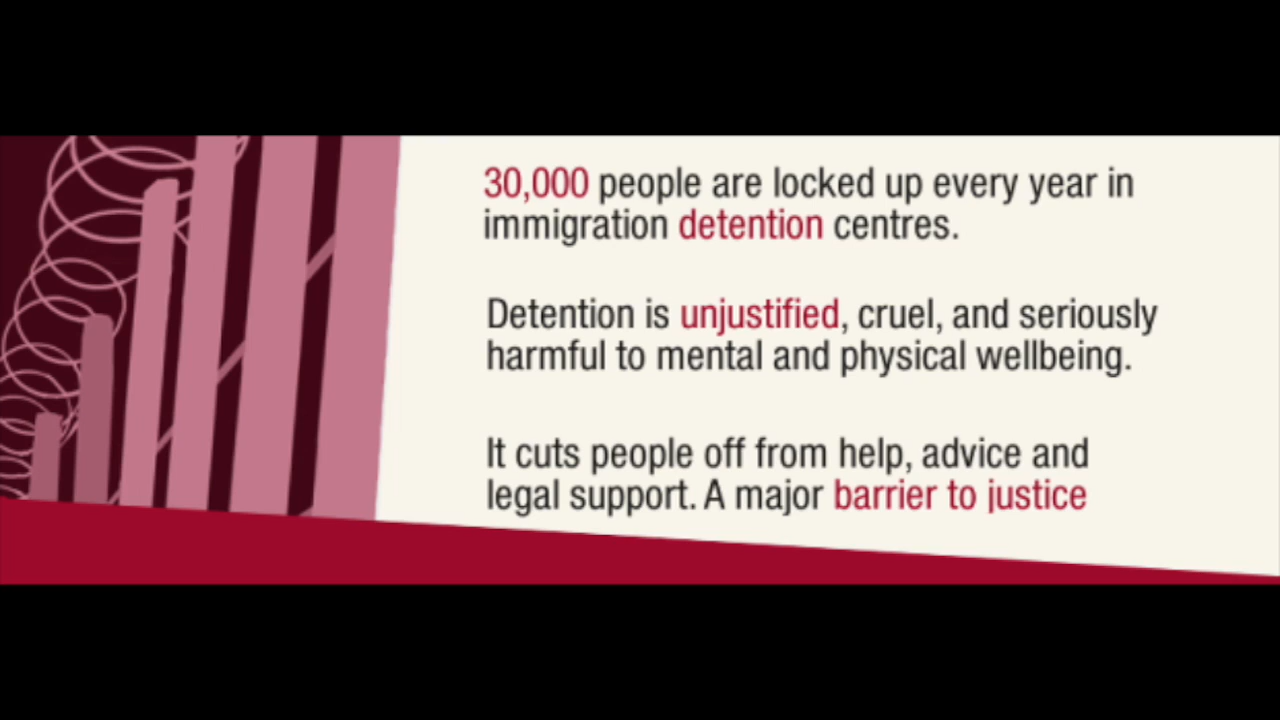 30,000 people are locked up every year in
immigration detention centres.
Detention is unjustified, cruel, and seriously
harmful to mental and physical wellbeing.
It cuts people off from help, advice and
legal support. A major barrier to justice